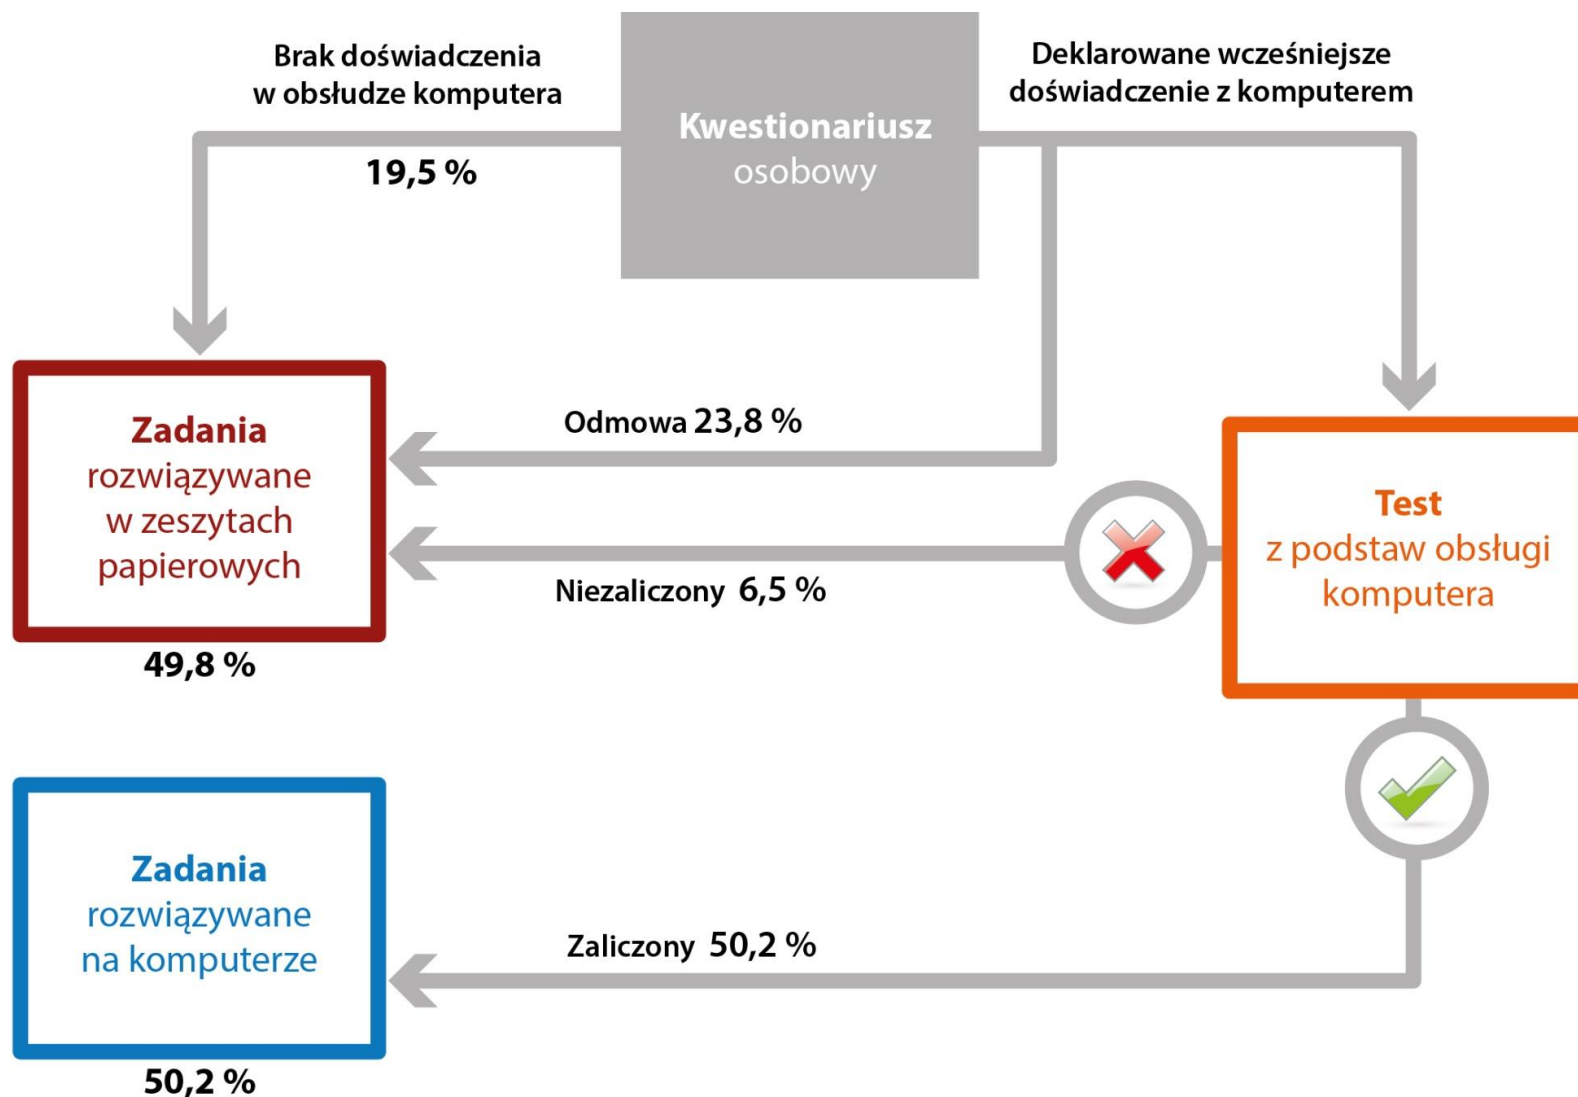 Brak doświadczenia
w obsłudze komputera
19,5 %
Kwestionariusz
osobowy
Deklarowane wcześniejsze
doświadczenie z komputerem
Zadania
rozwiązywane
w zeszytach
papierowych
49,8 %
Odmowa 23,8 %
Niezaliczony 6,5 %
Test
z podstaw obsługi
komputera
Zadania
rozwiązywane
na komputerze
50,2 %
Zaliczony 50,2 %